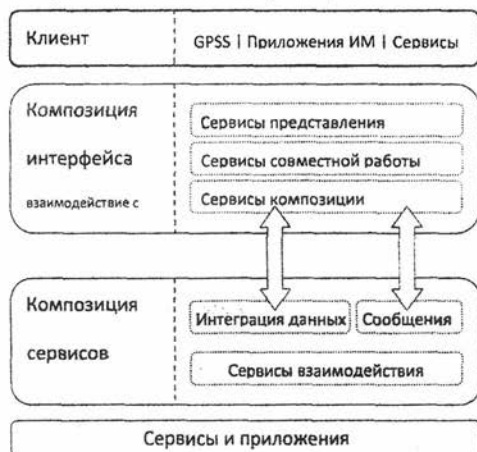 Клиент
GPSS | Приложения ИМ | Сервисы
Композиция
интерфейса
взаимодействие с
Сервисы представления
Сервисы совместной работы
Сервисы композиции
Композиция
сервисов
Интеграция данных
Сообщения
Сервисы взаимодействия
Сервисы и приложения